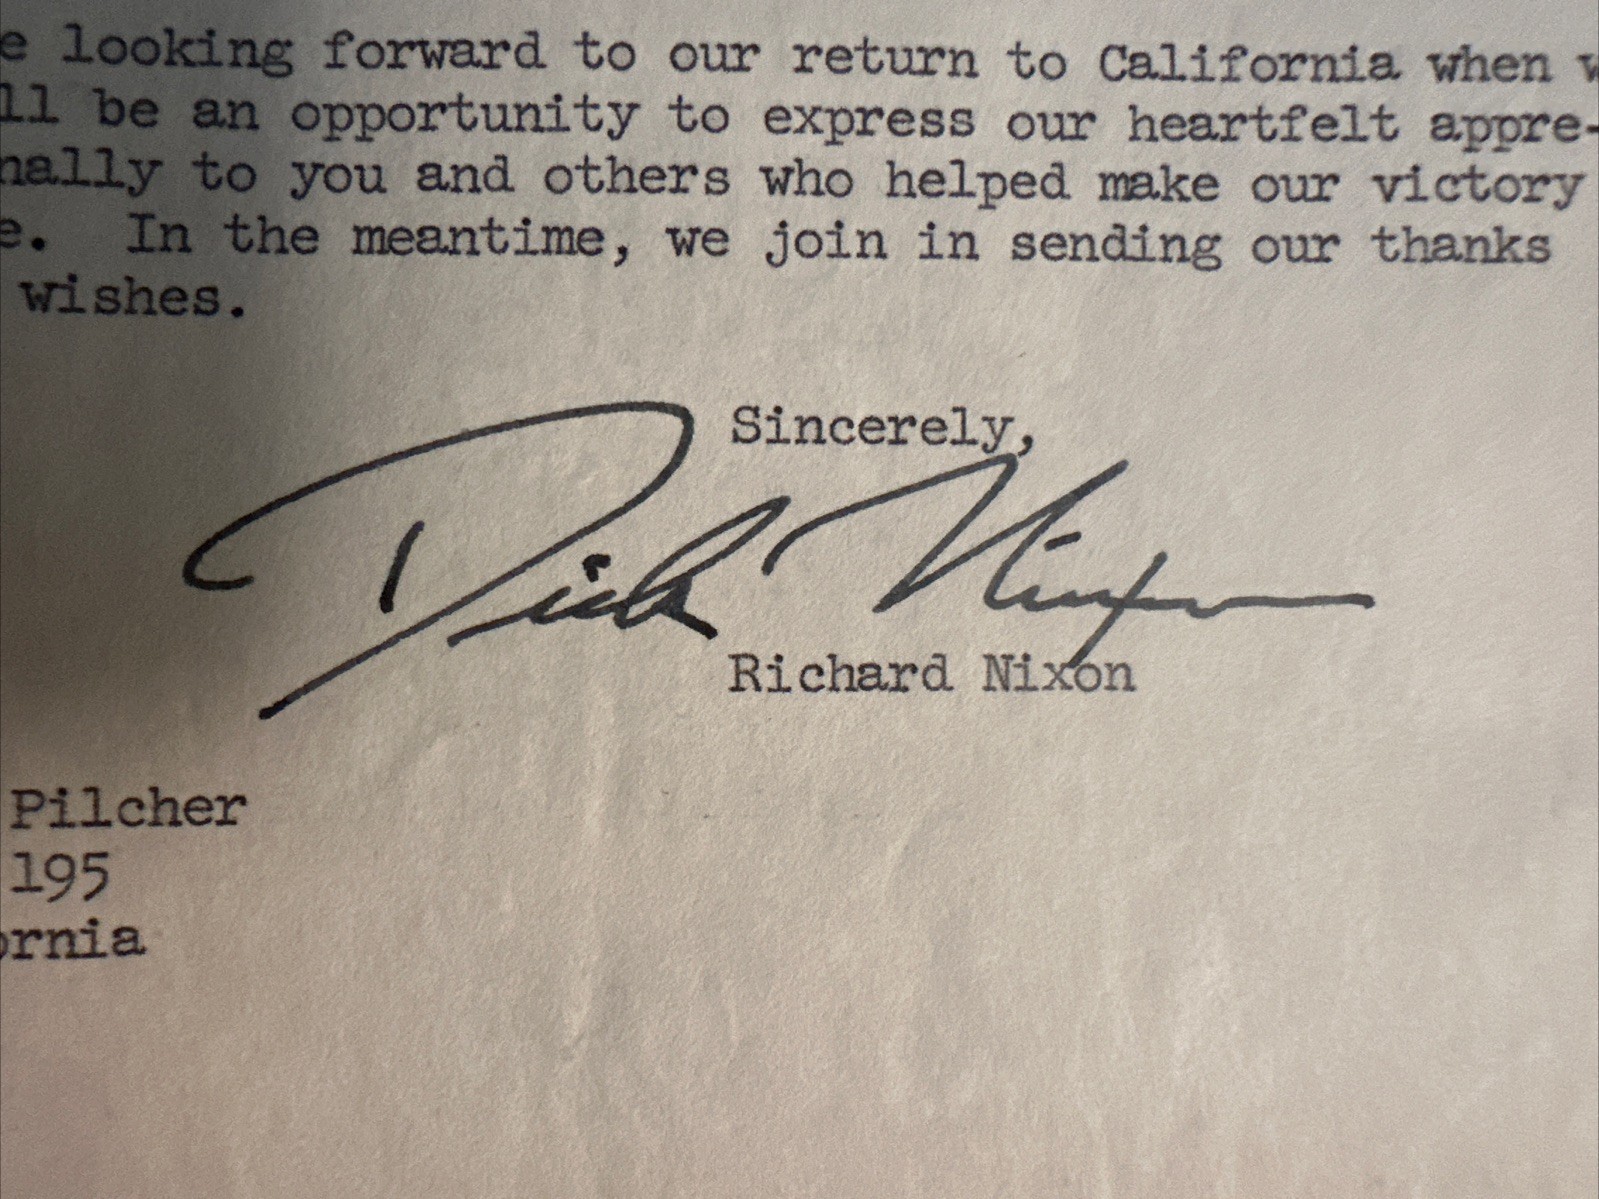 e looking forward to our return to California when w
ll be an opportunity to express our heartfelt appre-
nally to you and others who helped make our victory
e. In the meantime, we join in sending our thanks
wishes.
Sincerely,
Dick Nixon
Richard Nixon
Pilcher
195
ornia